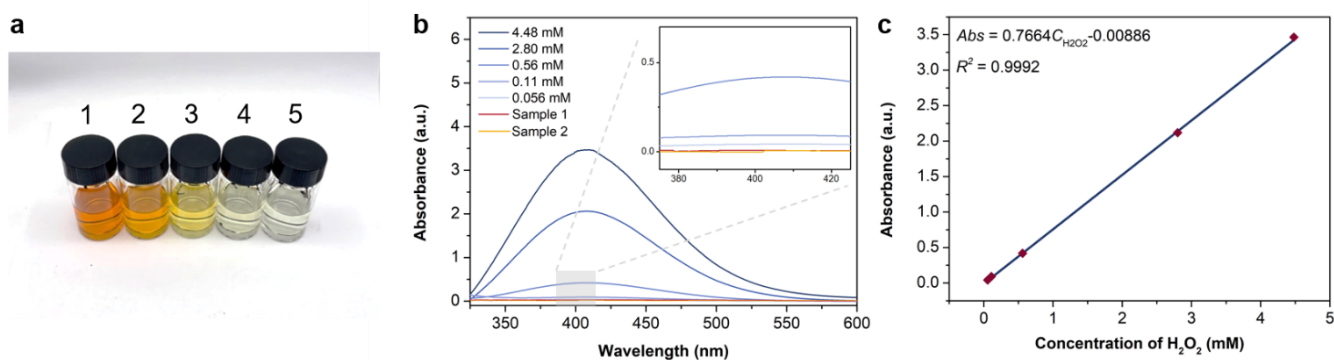 a
1 2 3 4 5
b
4.48 mM
2.80 mM
0.56 mM
0.11 mM
0.056 mM
Sample 1
Sample 2
Absorbance (a.u.)
6
5
4
3
2
1
0
350 400 450 500 550 600
Wavelength (nm)
0.5
0.0
380 400 420
c
Abs = 0.7664C_H2O2-0.00886
R² = 0.9992
Absorbance (a.u.)
3.5
3.0
2.5
2.0
1.5
1.0
0.5
0.0
0 1 2 3 4 5
Concentration of H₂O₂ (mM)